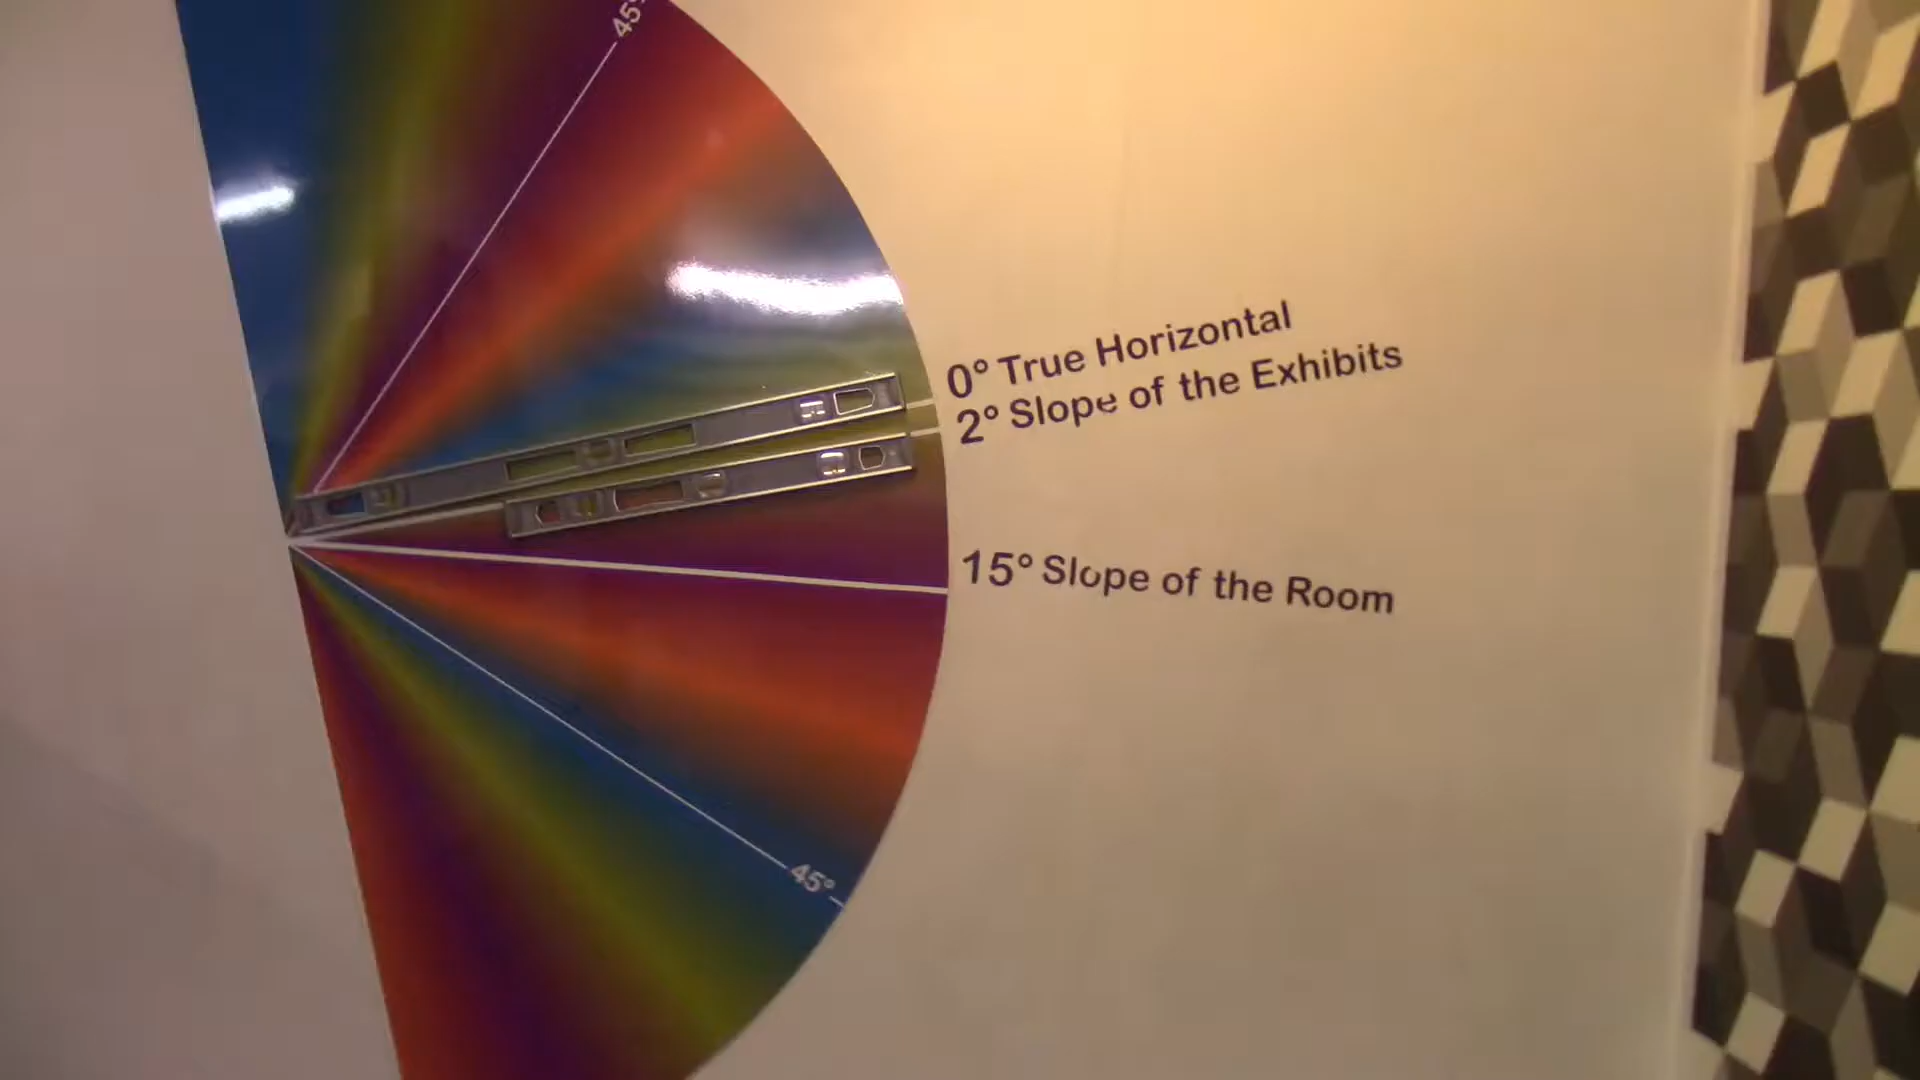 45°
0° True Horizontal
2° Slope of the Exhibits
15° Slope of the Room
45°